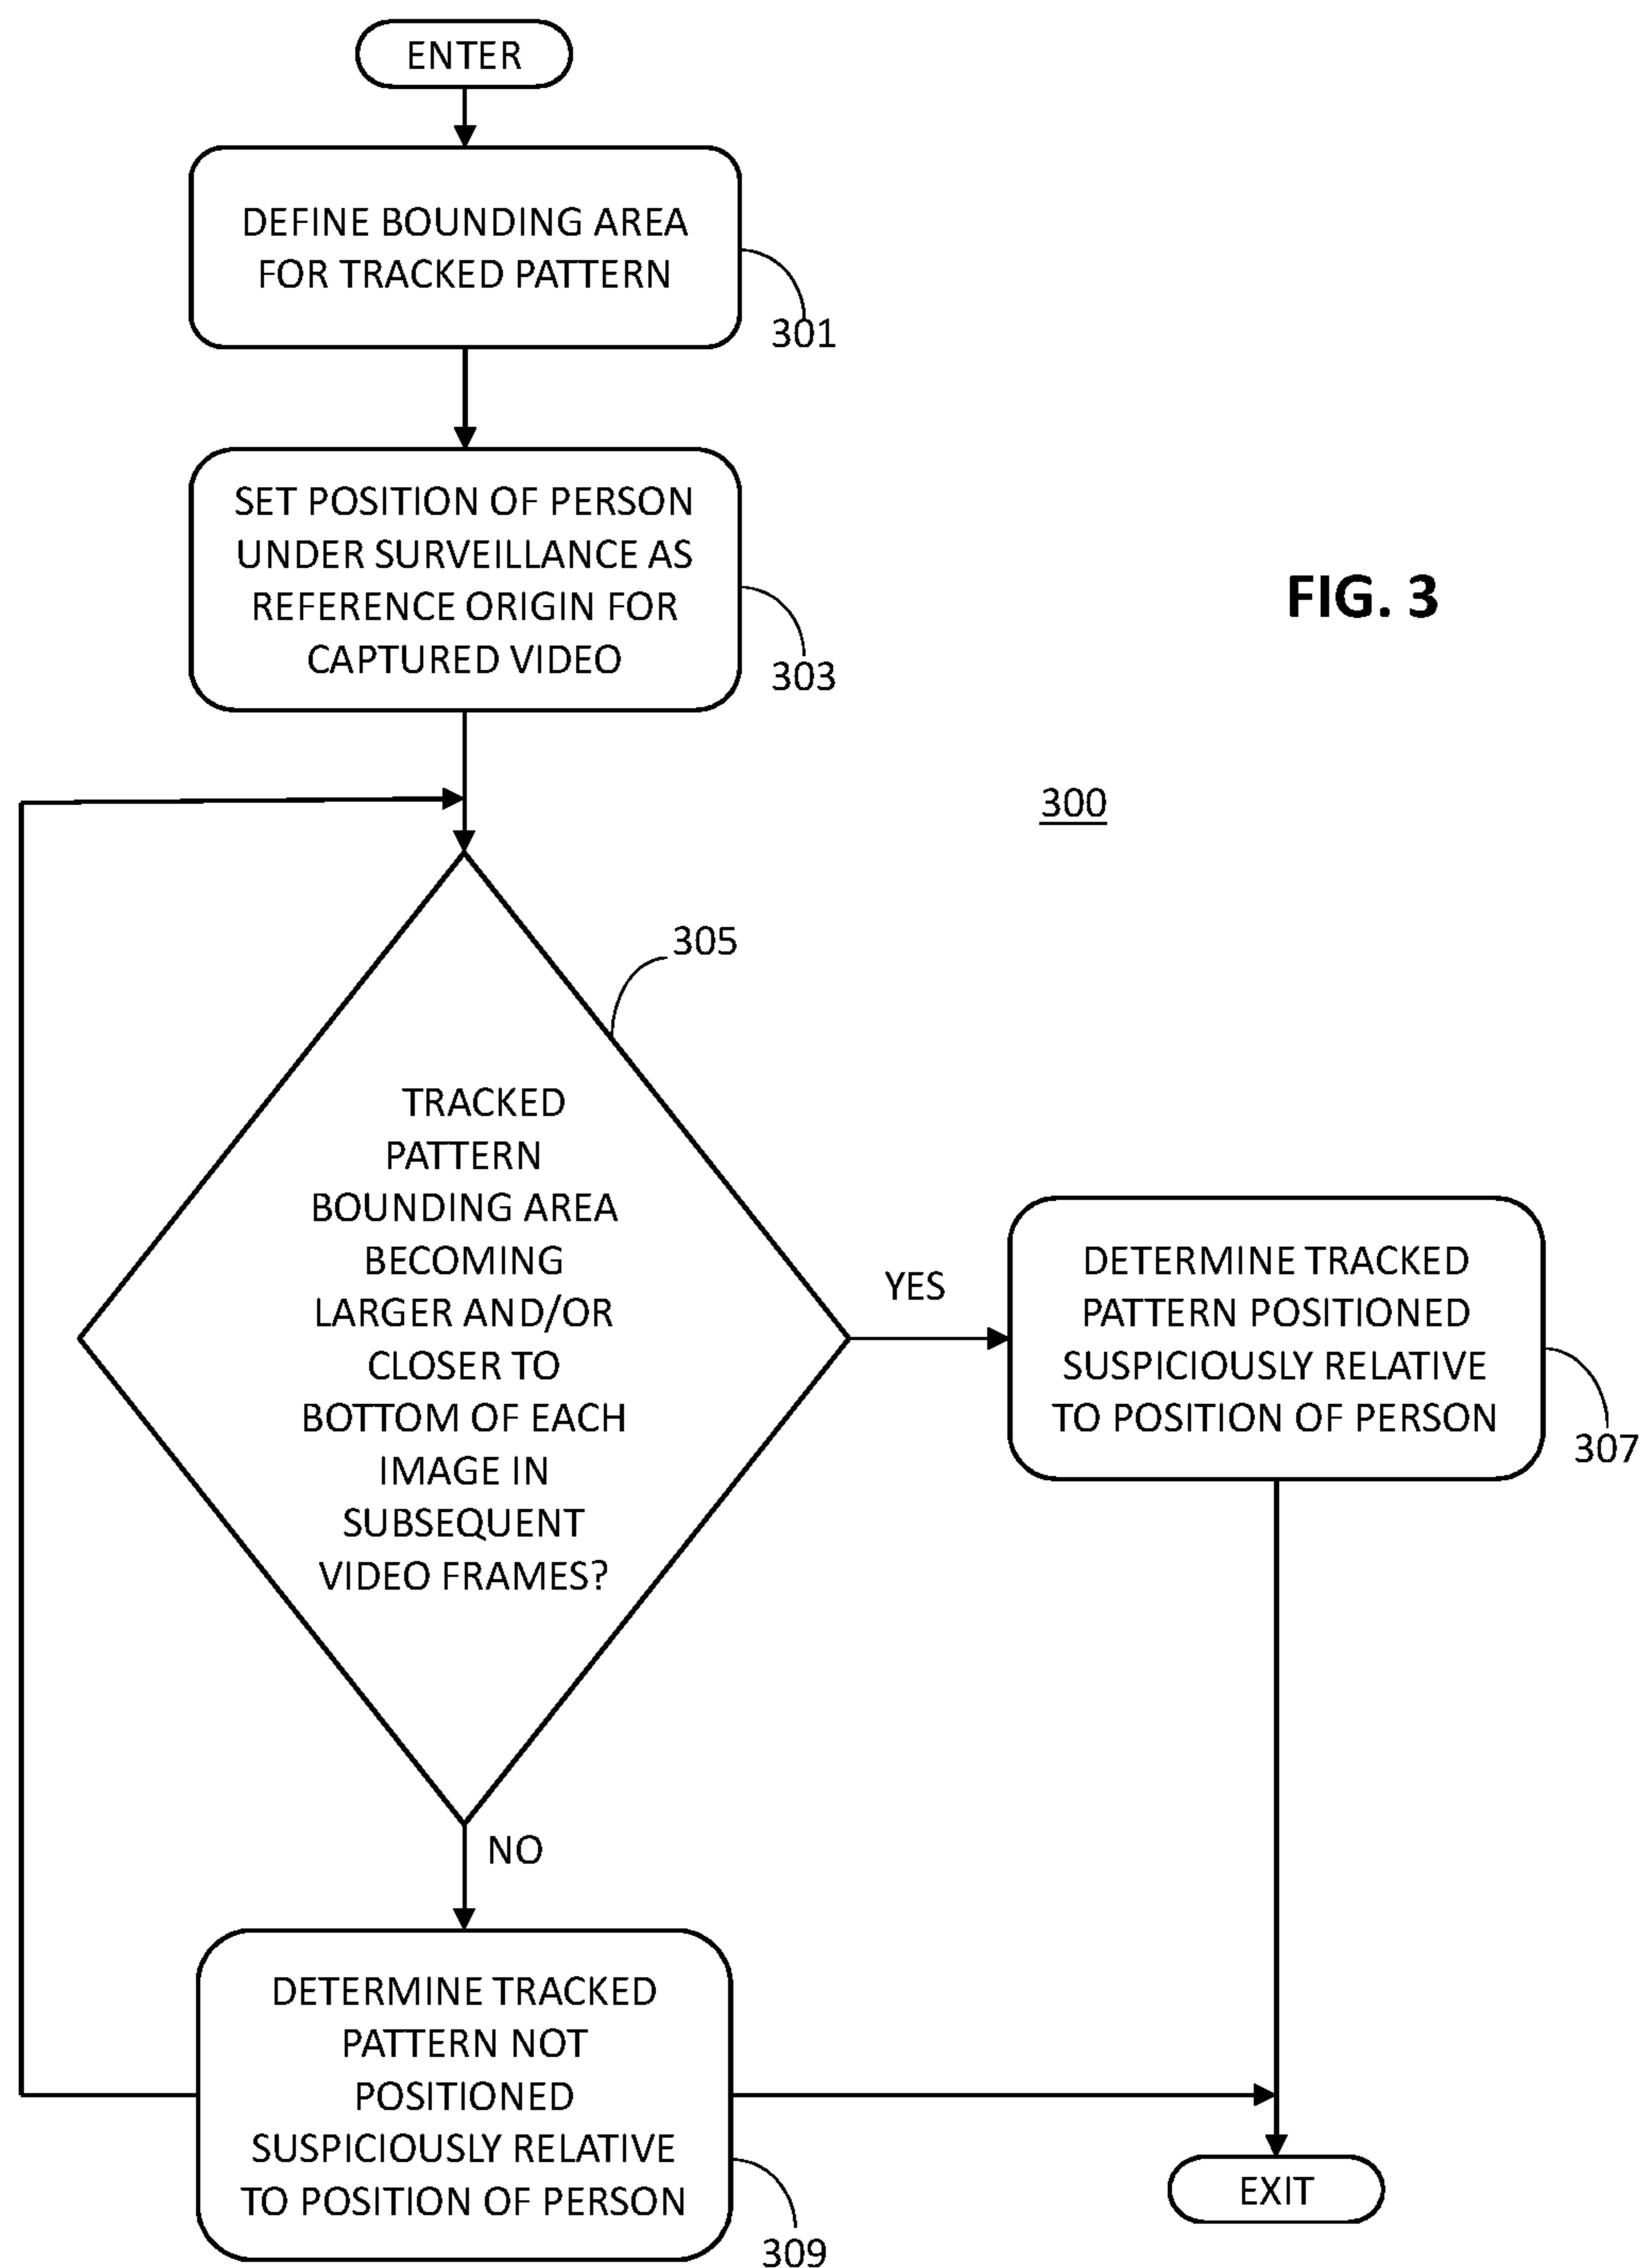 ENTER
DEFINE BOUNDING AREA
FOR TRACKED PATTERN
301
SET POSITION OF PERSON
UNDER SURVEILLANCE AS
REFERENCE ORIGIN FOR
CAPTURED VIDEO
303
FIG. 3
300
305
TRACKED
PATTERN
BOUNDING AREA
BECOMING
LARGER AND/OR
CLOSER TO
BOTTOM OF EACH
IMAGE IN
SUBSEQUENT
VIDEO FRAMES?
YES
DETERMINE TRACKED
PATTERN POSITIONED
SUSPICIOUSLY RELATIVE
TO POSITION OF PERSON
307
NO
DETERMINE TRACKED
PATTERN NOT
POSITIONED
SUSPICIOUSLY RELATIVE
TO POSITION OF PERSON
309
EXIT